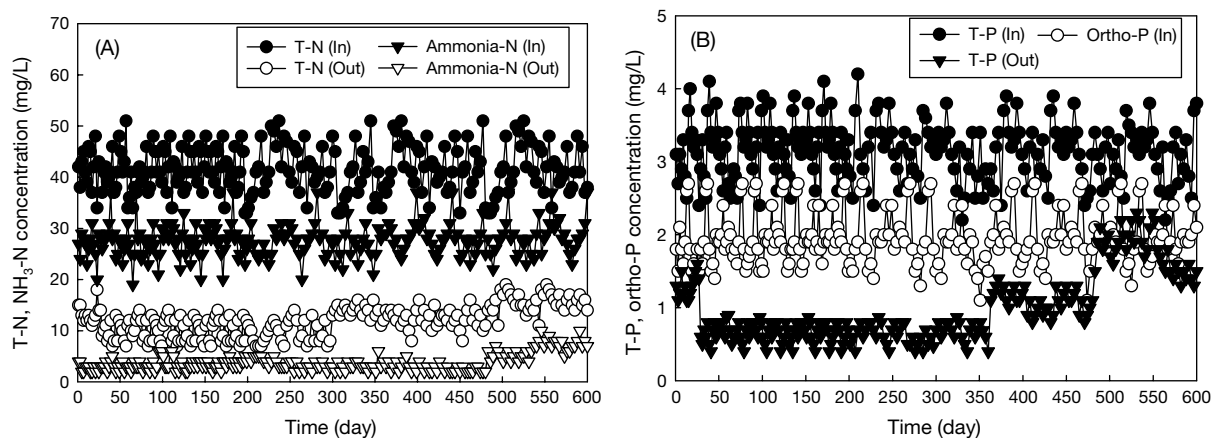 (A)
T-N (In) Ammonia-N (In)
T-N (Out) Ammonia-N (Out)
T-N, NH3-N concentration (mg/L)
70
60
50
40
30
20
10
0
0 50 100 150 200 250 300 350 400 450 500 550 600
Time (day)
(B)
T-P (In) Ortho-P (In)
T-P (Out)
T-P, ortho-P concentration (mg/L)
5
4
3
2
1
0
0 50 100 150 200 250 300 350 400 450 500 550 600
Time (day)